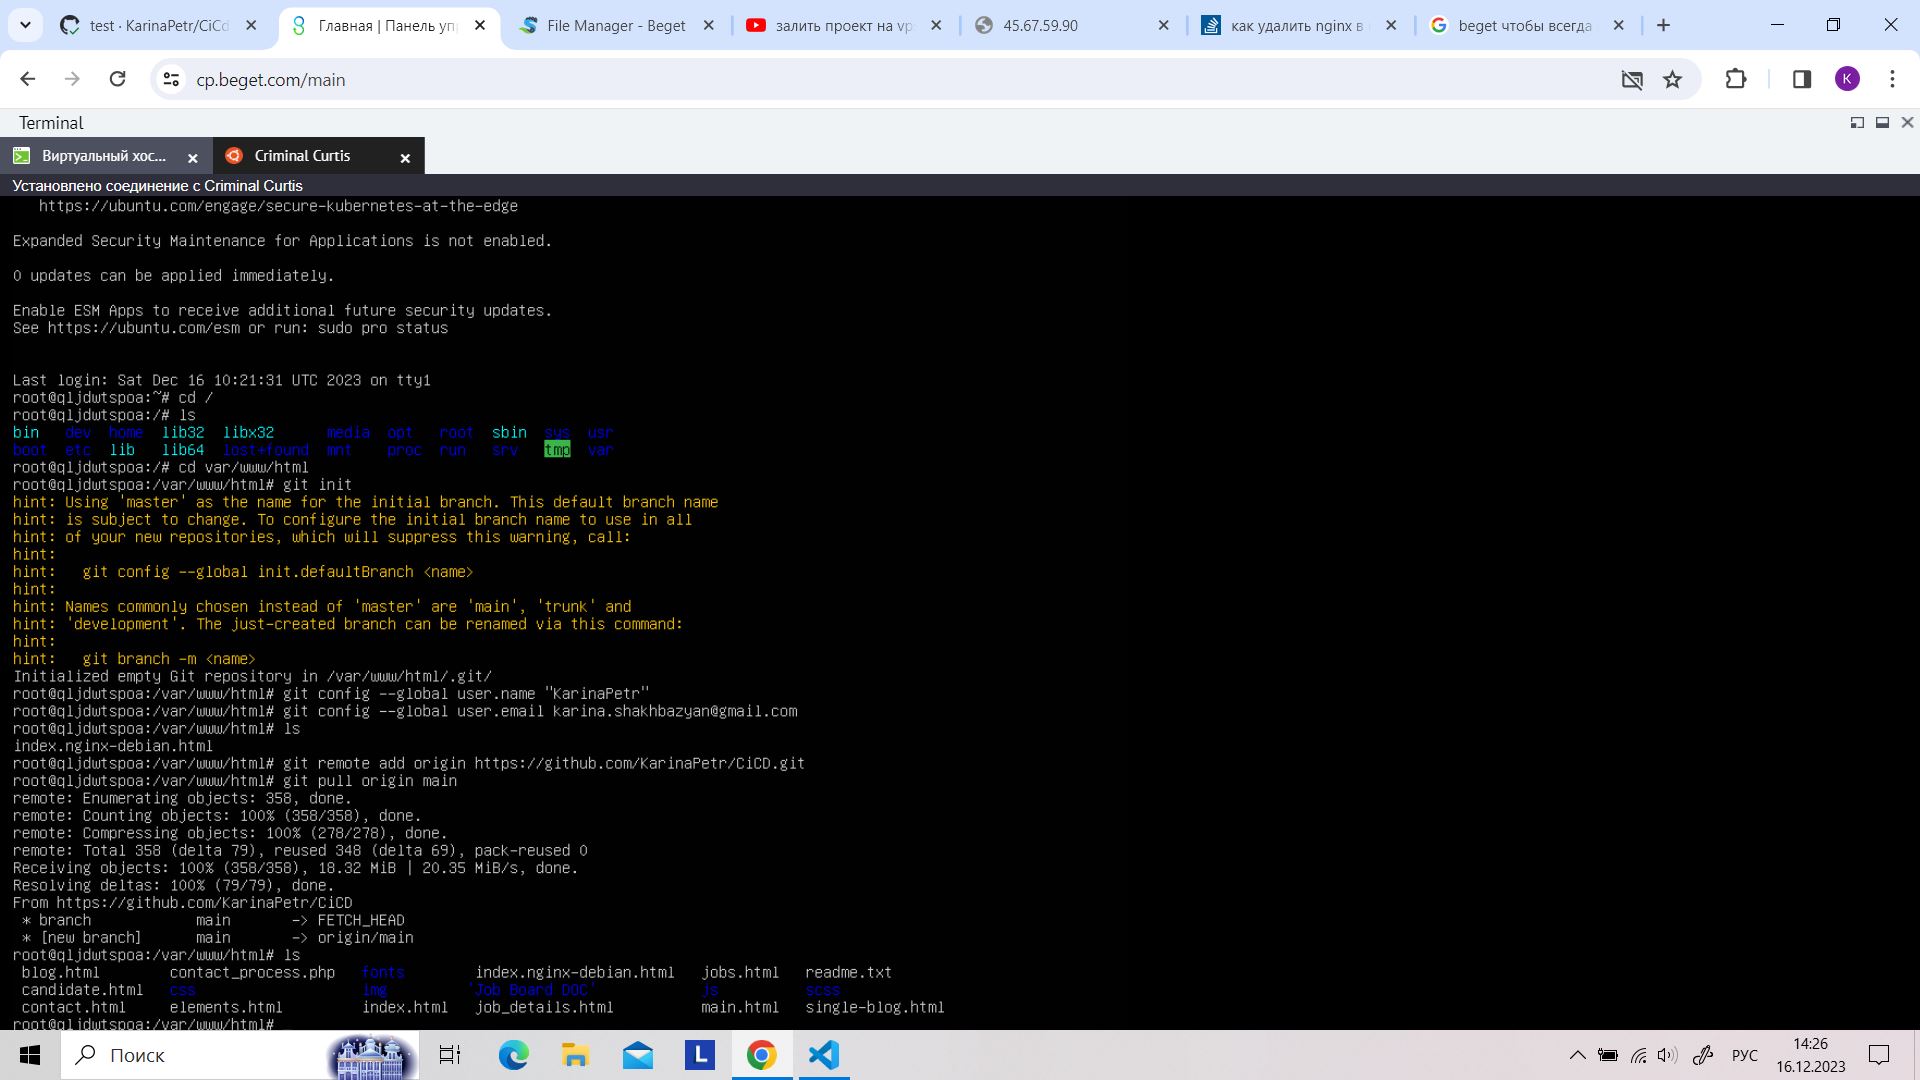 test · KarinaPetr/CiCd
Главная | Панель упр
File Manager - Beget
залить проект на vps
45.67.59.90
как удалить nginx в
beget чтобы всегда
cp.beget.com/main
K
Terminal
Виртуальный хос...
Criminal Curtis
Установлено соединение с Criminal Curtis
https://ubuntu.com/engage/secure-kubernetes-at-the-edge
Expanded Security Maintenance for Applications is not enabled.
0 updates can be applied immediately.
Enable ESM Apps to receive additional future security updates.
See https://ubuntu.com/esm or run: sudo pro status
Last login: Sat Dec 16 10:21:31 UTC 2023 on tty1
root@qljdwtspoa:~# cd /
root@qljdwtspoa:/# ls
bin dev home lib32 libx32 media opt root sbin sys usr
boot etc lib lib64 lost+found mnt proc run srv tmp var
root@qljdwtspoa:/# cd var/www/html
root@qljdwtspoa:/var/www/html# git init
hint: Using 'master' as the name for the initial branch. This default branch name
hint: is subject to change. To configure the initial branch name to use in all
hint: of your new repositories, which will suppress this warning, call:
hint:
hint: git config --global init.defaultBranch <name>
hint:
hint: Names commonly chosen instead of 'master' are 'main', 'trunk' and
hint: 'development'. The just-created branch can be renamed via this command:
hint:
hint: git branch -m <name>
Initialized empty Git repository in /var/www/html/.git/
root@qljdwtspoa:/var/www/html# git config --global user.name "KarinaPetr"
root@qljdwtspoa:/var/www/html# git config --global user.email karina.shakhbazyan@gmail.com
root@qljdwtspoa:/var/www/html# ls
index.nginx-debian.html
root@qljdwtspoa:/var/www/html# git remote add origin https://github.com/KarinaPetr/CiCD.git
root@qljdwtspoa:/var/www/html# git pull origin main
remote: Enumerating objects: 358, done.
remote: Counting objects: 100% (358/358), done.
remote: Compressing objects: 100% (278/278), done.
remote: Total 358 (delta 79), reused 348 (delta 69), pack-reused 0
Receiving objects: 100% (358/358), 18.32 MiB | 20.35 MiB/s, done.
Resolving deltas: 100% (79/79), done.
From https://github.com/KarinaPetr/CiCD
* branch main -> FETCH_HEAD
* [new branch] main -> origin/main
root@qljdwtspoa:/var/www/html# ls
blog.html contact_process.php fonts index.nginx-debian.html jobs.html readme.txt
candidate.html css img 'Job Board DOC' js scss
contact.html elements.html index.html job_details.html main.html single-blog.html
root@qljdwtspoa:/var/www/html#
Поиск
L
РУС
14:26
16.12.2023